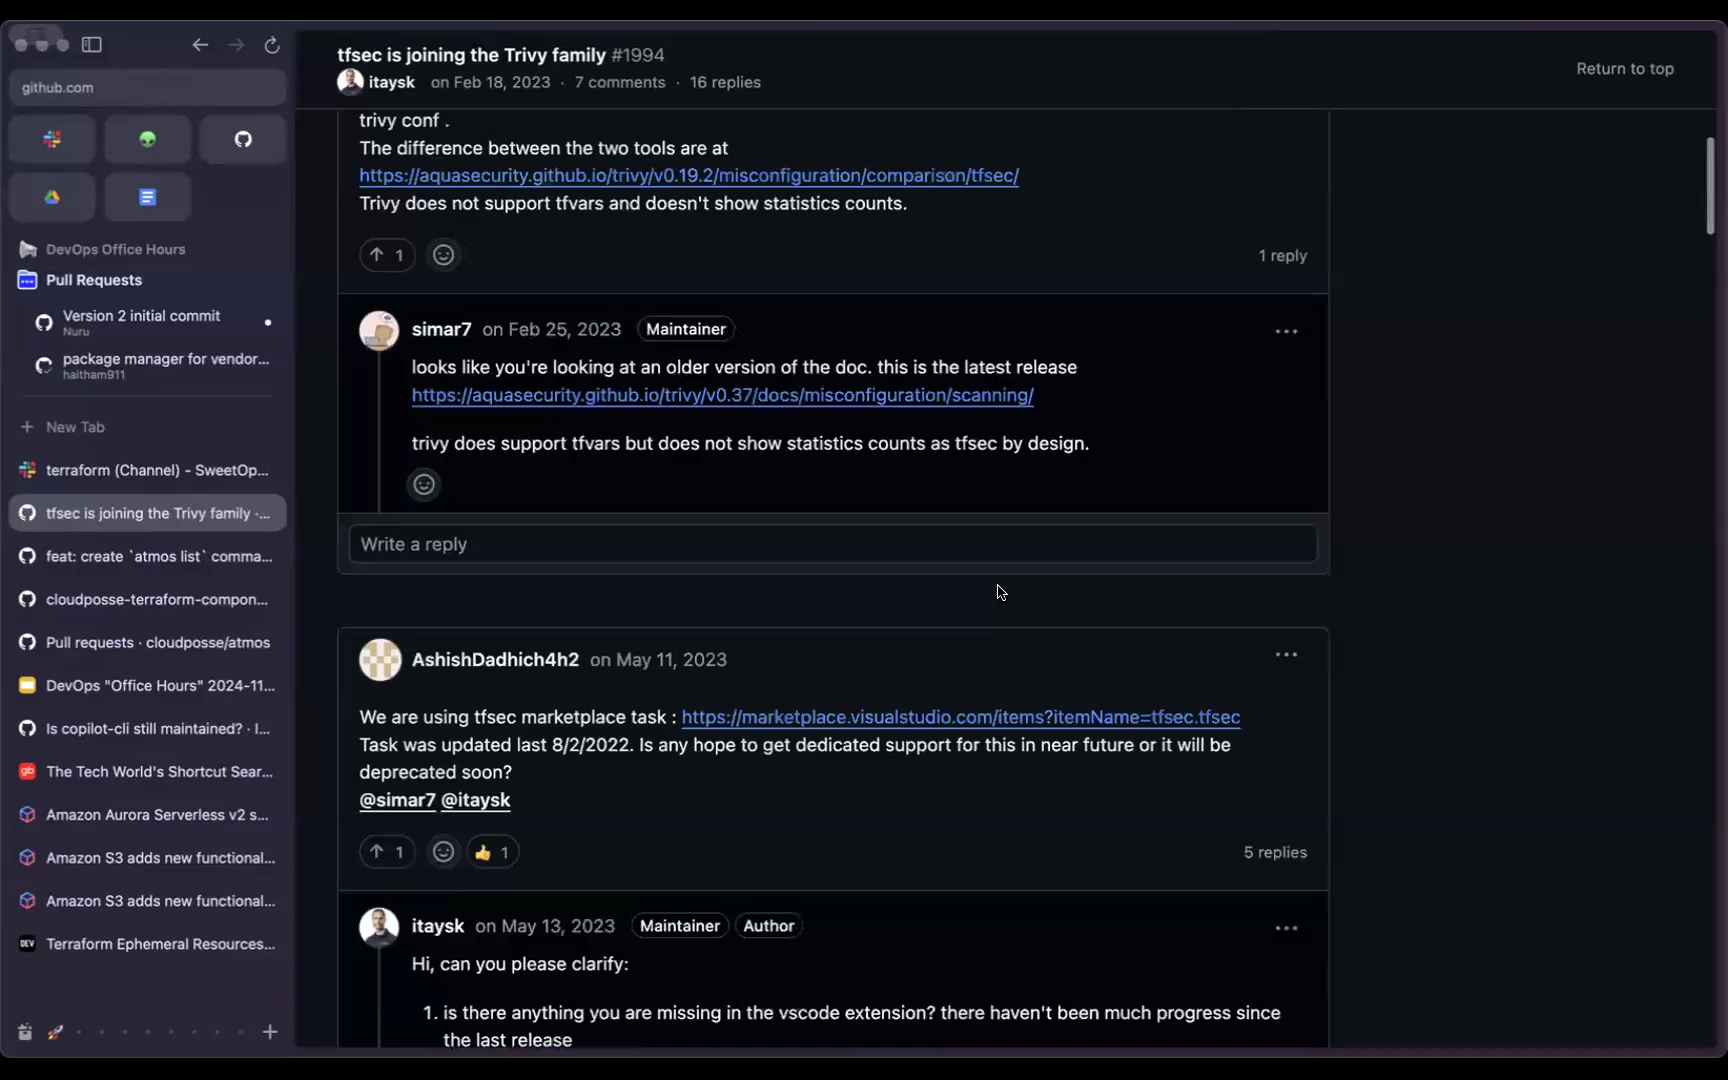 github.com
DevOps Office Hours
Pull Requests
Version 2 initial commit
Nuru
package manager for vendor...
haitham911
New Tab
terraform (Channel) - SweetOp...
tfsec is joining the Trivy family ·...
feat: create `atmos list` comma...
cloudposse-terraform-compon...
Pull requests · cloudposse/atmos
DevOps "Office Hours" 2024-11...
Is copilot-cli still maintained? · I...
gb
The Tech World's Shortcut Sear...
Amazon Aurora Serverless v2 s...
Amazon S3 adds new functional...
Amazon S3 adds new functional...
DEV
Terraform Ephemeral Resources...
tfsec is joining the Trivy family #1994
itaysk on Feb 18, 2023 · 7 comments · 16 replies
Return to top
trivy conf .
The difference between the two tools are at
https://aquasecurity.github.io/trivy/v0.19.2/misconfiguration/comparison/tfsec/
Trivy does not support tfvars and doesn't show statistics counts.
↑ 1
1 reply
simar7 on Feb 25, 2023 Maintainer
looks like you're looking at an older version of the doc. this is the latest release
https://aquasecurity.github.io/trivy/v0.37/docs/misconfiguration/scanning/
trivy does support tfvars but does not show statistics counts as tfsec by design.
Write a reply
AshishDadhich4h2 on May 11, 2023
We are using tfsec marketplace task : https://marketplace.visualstudio.com/items?itemName=tfsec.tfsec
Task was updated last 8/2/2022. Is any hope to get dedicated support for this in near future or it will be
deprecated soon?
@simar7 @itaysk
↑ 1 👍 1
5 replies
itaysk on May 13, 2023 Maintainer Author
Hi, can you please clarify:
1. is there anything you are missing in the vscode extension? there haven't been much progress since
the last release